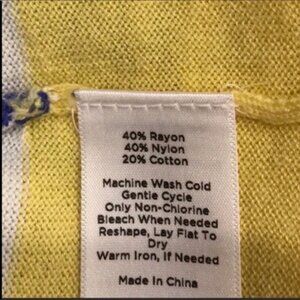 40% Rayon
40% Nylon
20% Cotton
Machine Wash Cold
Gentle Cycle
Only Non-Chlorine
Bleach When Needed
Reshape, Lay Flat To
Dry
Warm Iron, if Needed
Made In China